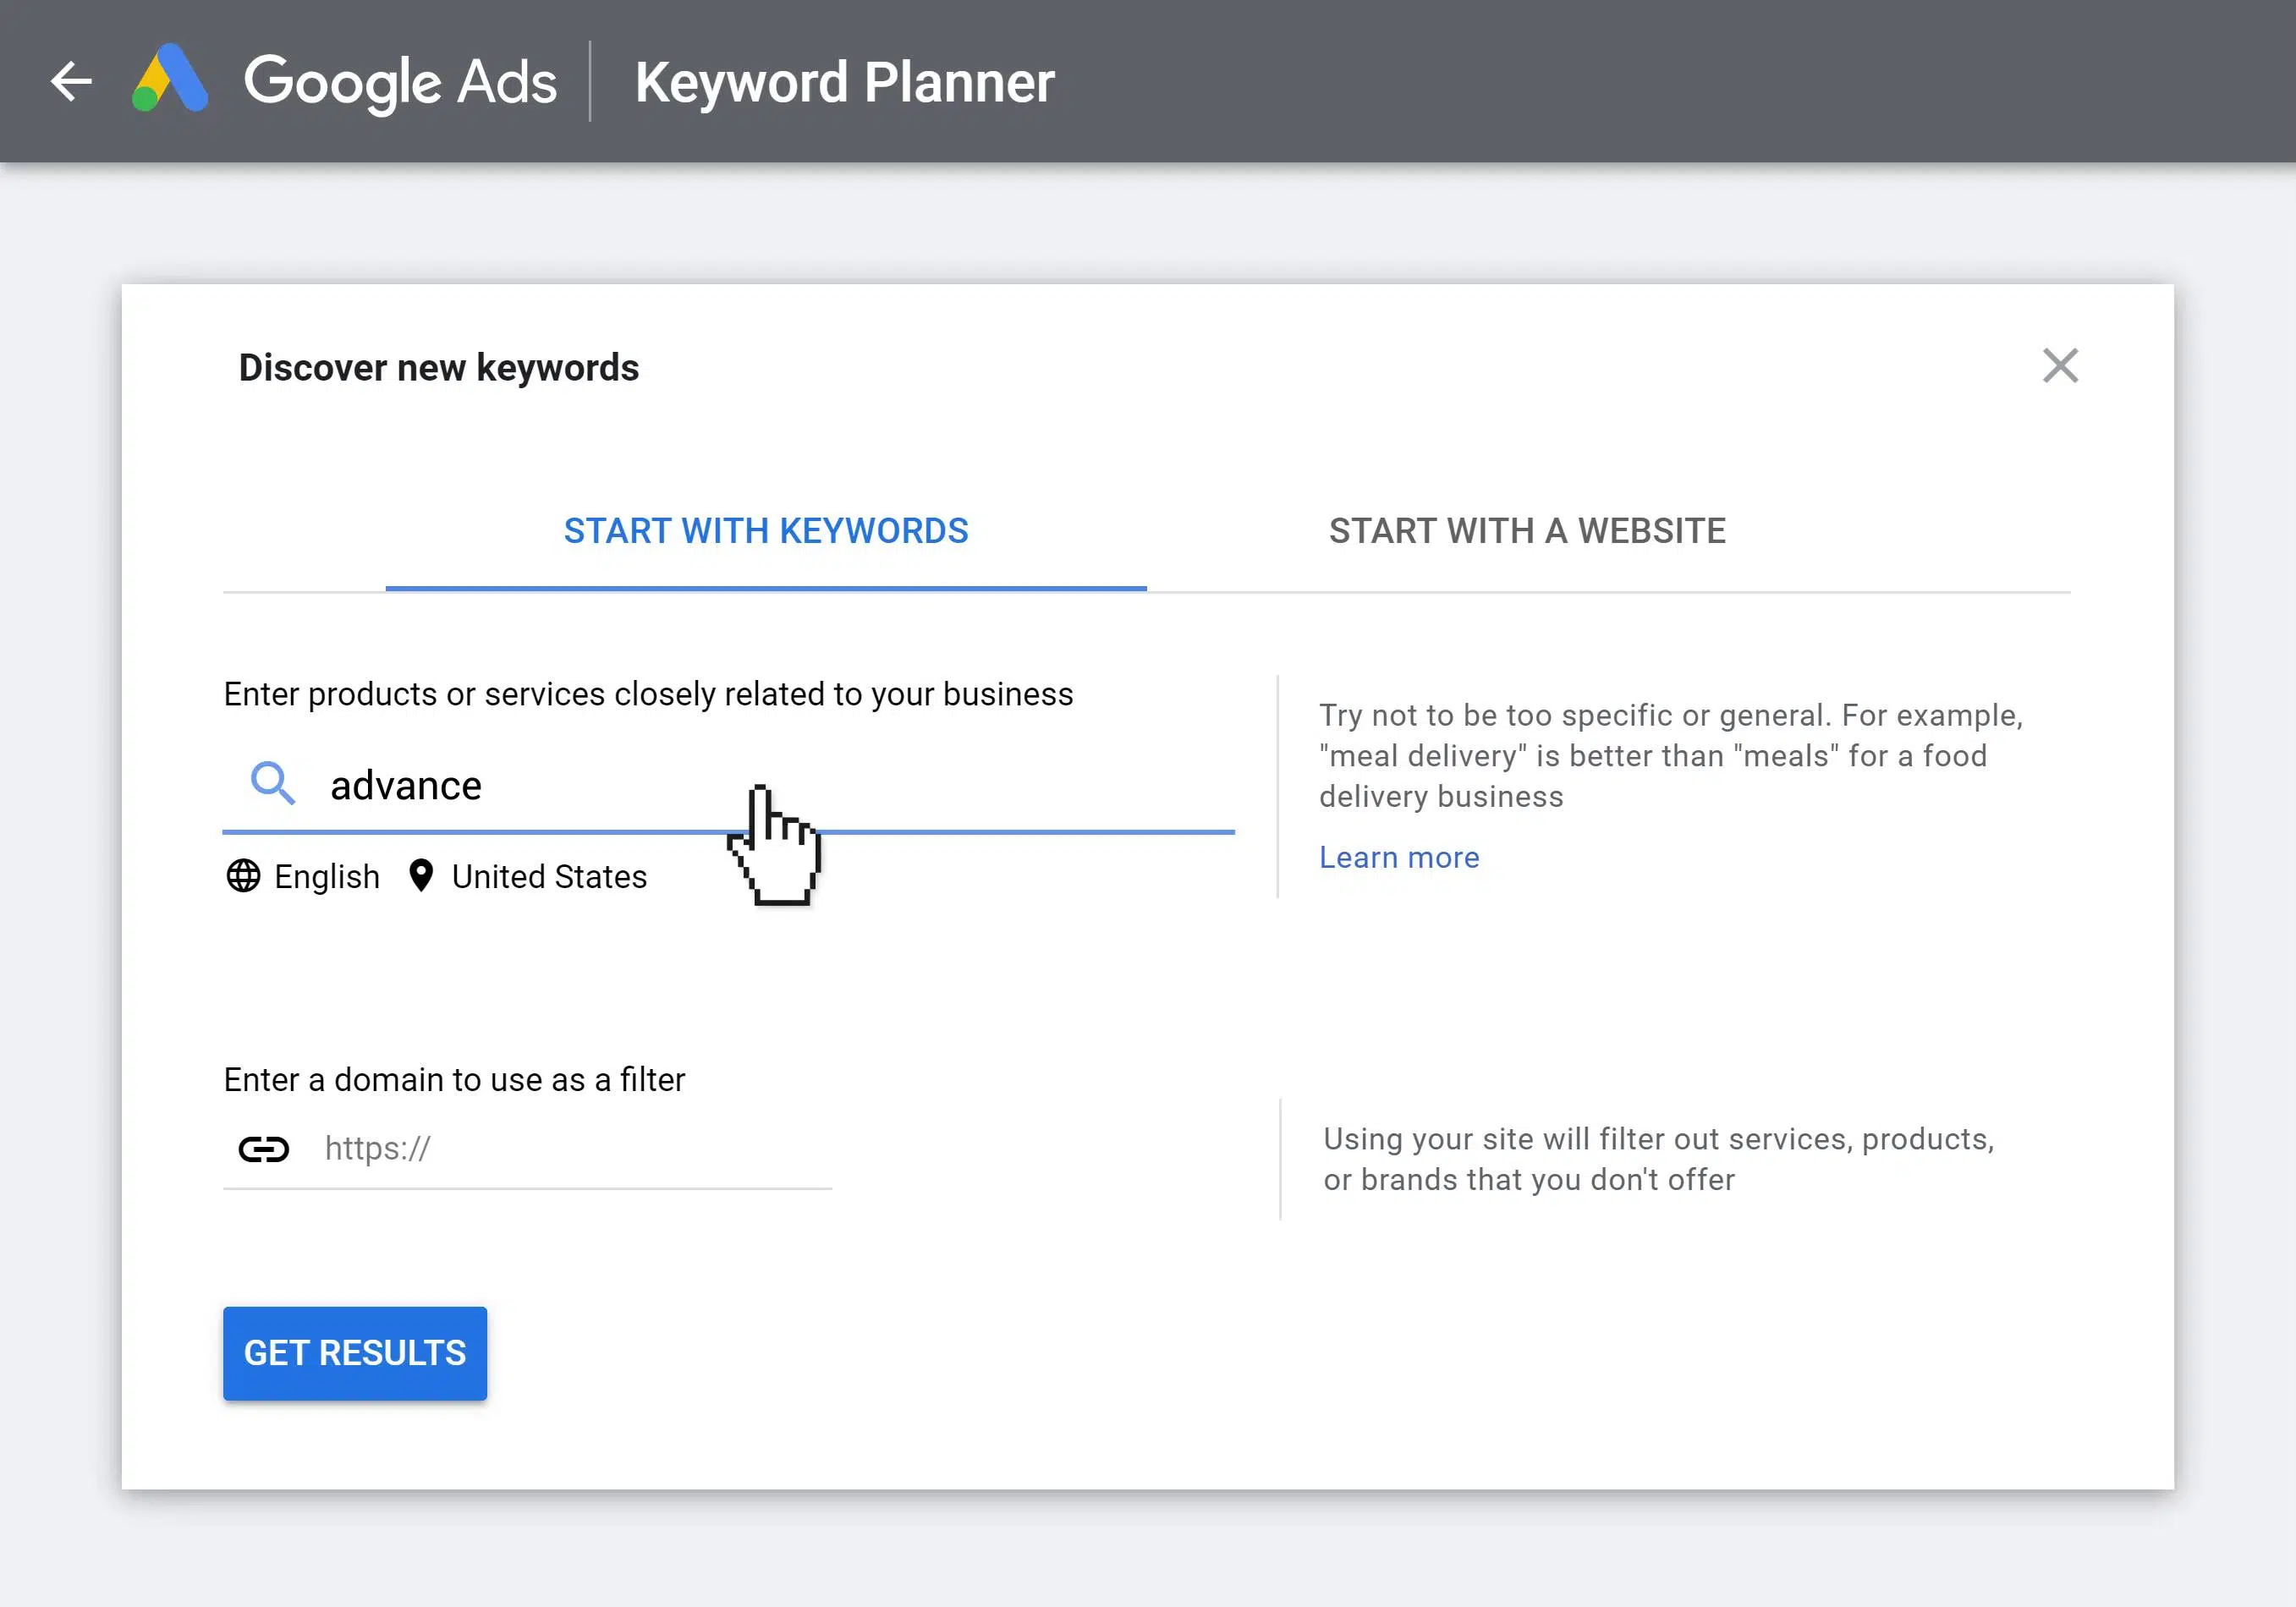 Google Ads
Keyword Planner
Discover new keywords
START WITH KEYWORDS
START WITH A WEBSITE
Enter products or services closely related to your business
advance
English
United States
Try not to be too specific or general. For example,
"meal delivery" is better than "meals" for a food
delivery business
Learn more
Enter a domain to use as a filter
https://
Using your site will filter out services, products,
or brands that you don't offer
GET RESULTS